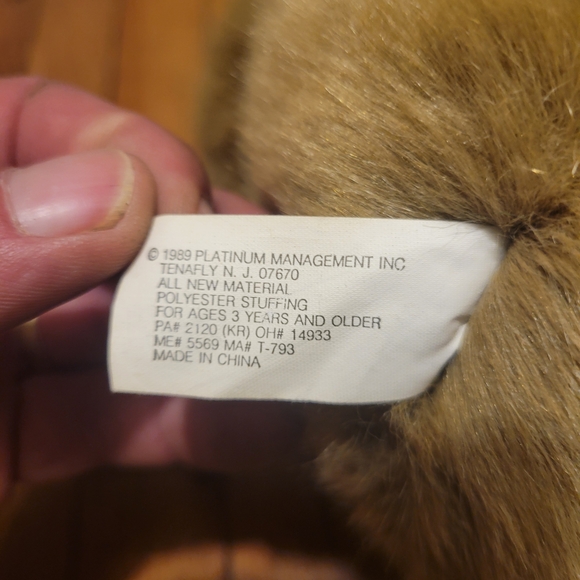 © 1989 PLATINUM MANAGEMENT INC
TENAFLY N. J. 07670
ALL NEW MATERIAL
POLYESTER STUFFING
FOR AGES 3 YEARS AND OLDER
PA# 2120 (KR) OH# 14933
ME# 5569 MA# T-793
MADE IN CHINA